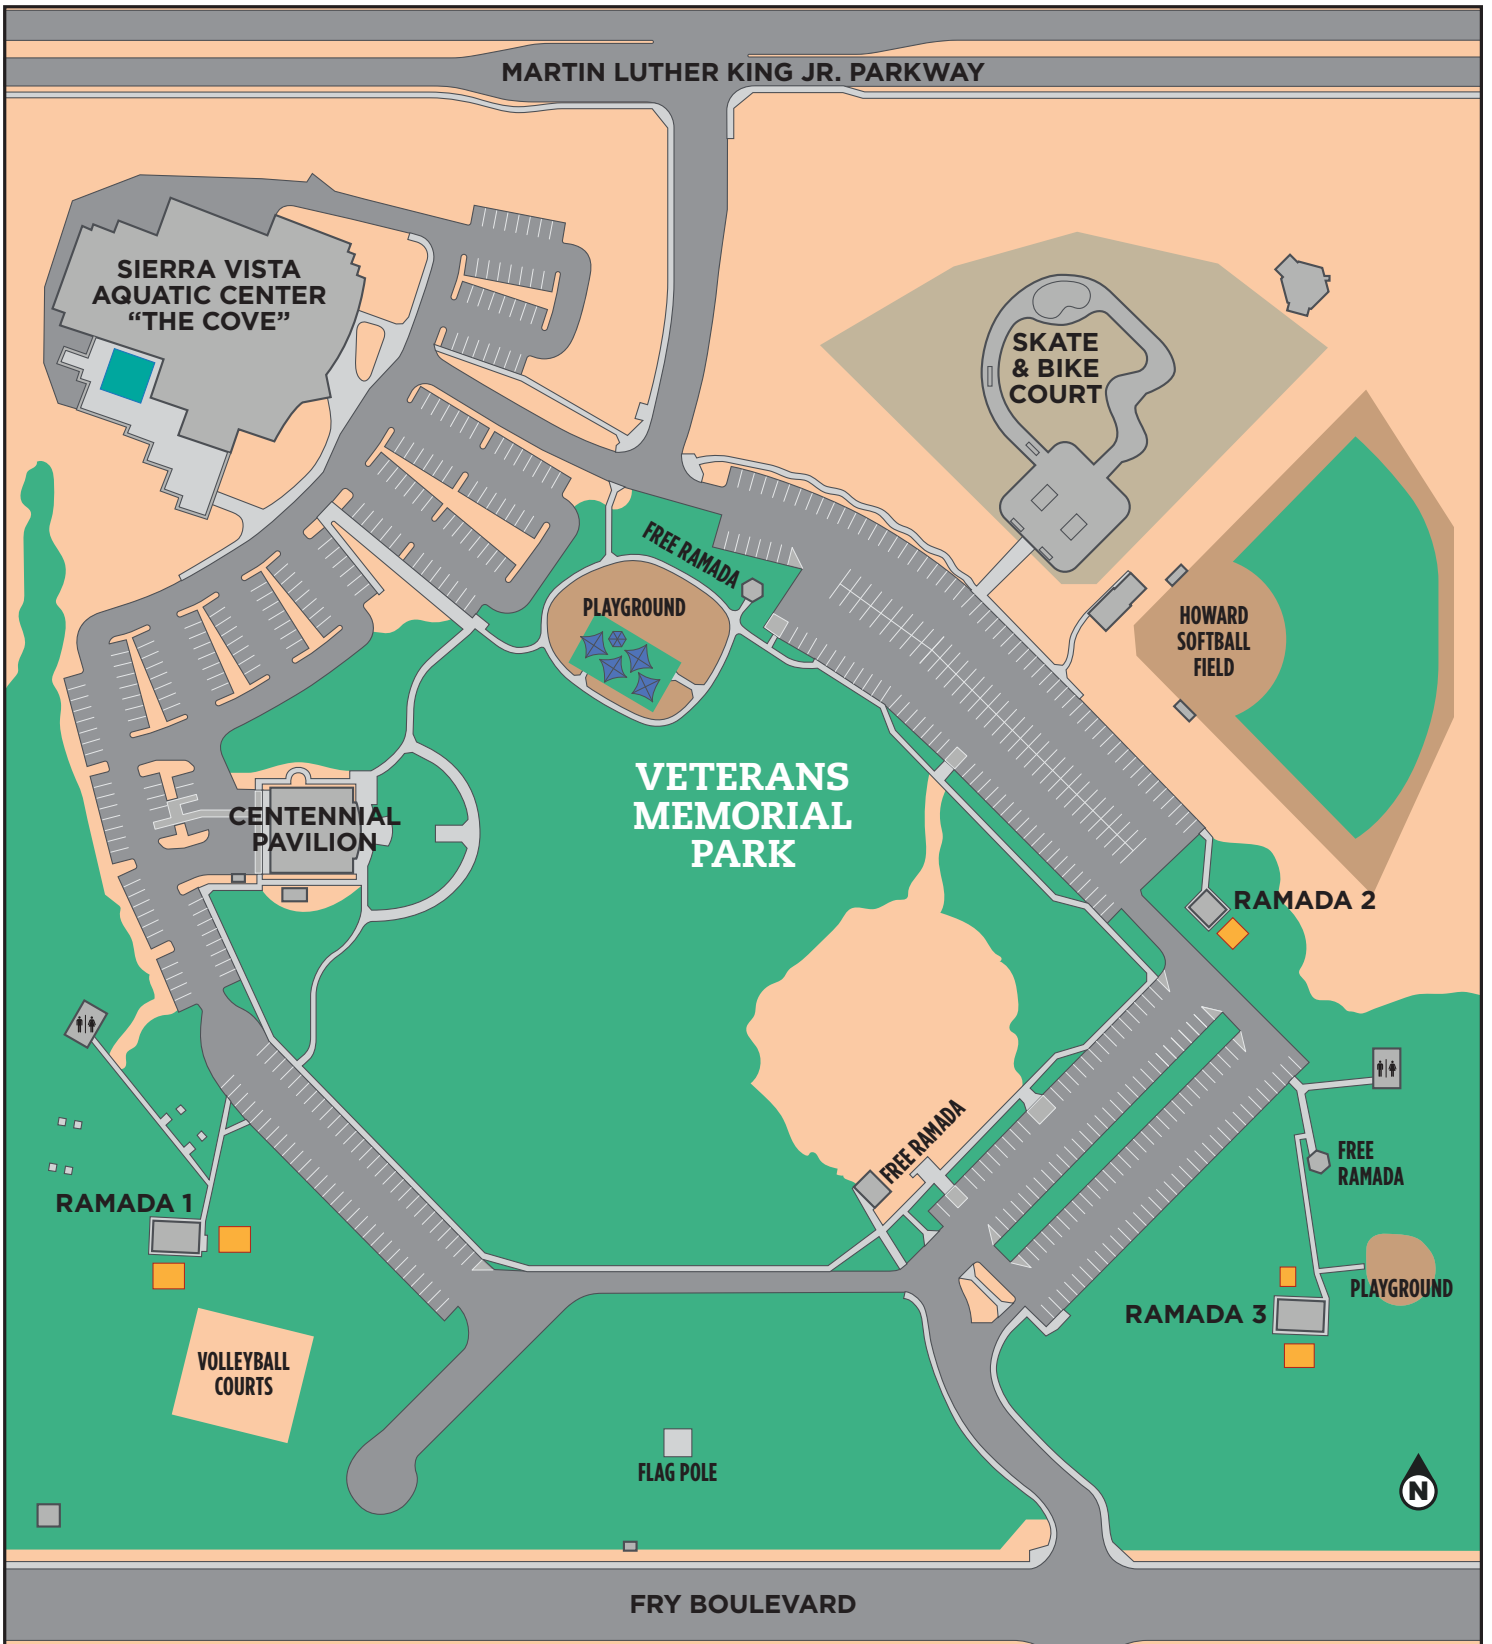 MARTIN LUTHER KING JR. PARKWAY
SIERRA VISTA
AQUATIC CENTER
“THE COVE”
SKATE
& BIKE
COURT
FREE RAMADA
PLAYGROUND
HOWARD
SOFTBALL
FIELD
VETERANS
MEMORIAL
PARK
CENTENNIAL
PAVILION
RAMADA 2
FREE RAMADA
FREE
RAMADA
RAMADA 1
PLAYGROUND
RAMADA 3
VOLLEYBALL
COURTS
FLAG POLE
N
FRY BOULEVARD